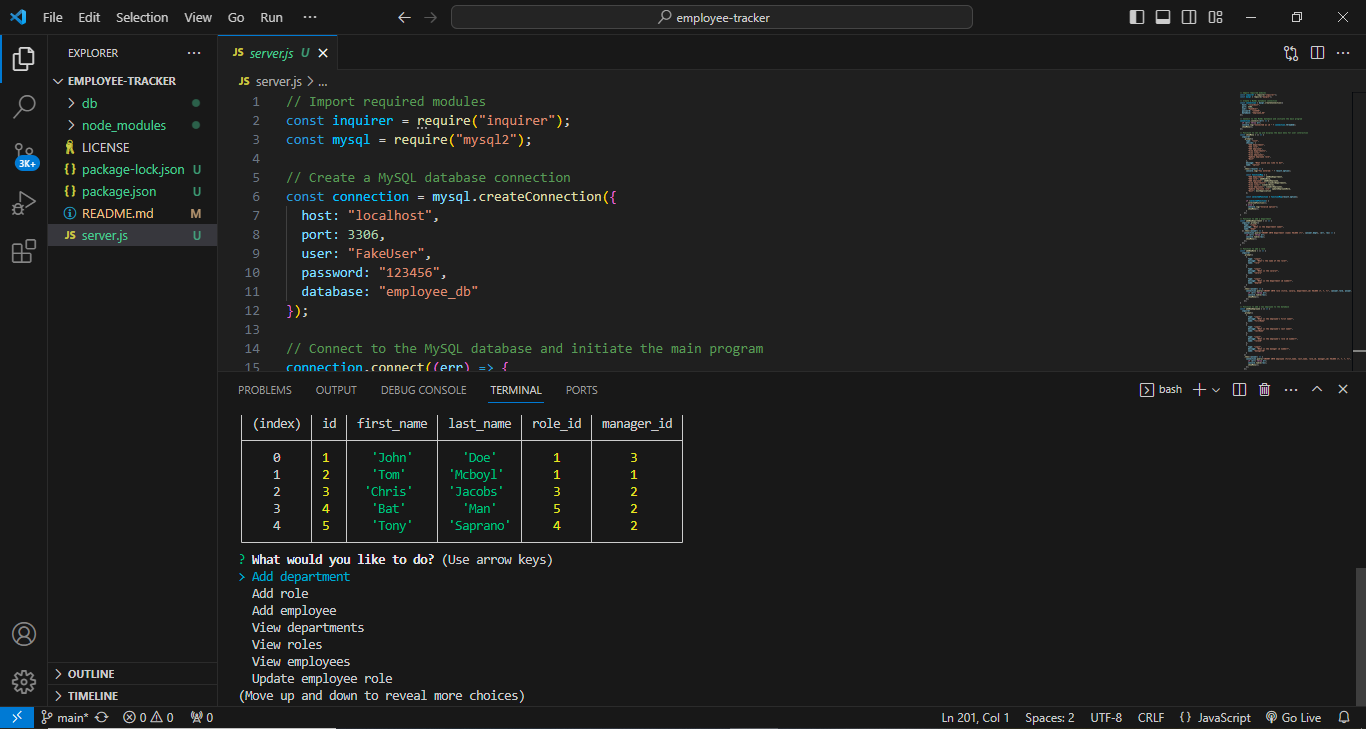 File Edit Selection View Go Run ··· employee-tracker
EXPLORER ···
EMPLOYEE-TRACKER
db
node_modules
LICENSE
{} package-lock.json U
{} package.json U
README.md M
JS server.js U
OUTLINE
TIMELINE
3K+
JS server.js U
JS server.js > ...
1 // Import required modules
2 const inquirer = require("inquirer");
3 const mysql = require("mysql2");
4
5 // Create a MySQL database connection
6 const connection = mysql.createConnection({
7 host: "localhost",
8 port: 3306,
9 user: "FakeUser",
10 password: "123456",
11 database: "employee_db"
12 });
13
14 // Connect to the MySQL database and initiate the main program
15 connection.connect((err) => {
PROBLEMS OUTPUT DEBUG CONSOLE TERMINAL PORTS bash
(index) id first_name last_name role_id manager_id
0 1 'John' 'Doe' 1 3
1 2 'Tom' 'Mcboyl' 1 1
2 3 'Chris' 'Jacobs' 3 2
3 4 'Bat' 'Man' 5 2
4 5 'Tony' 'Saprano' 4 2
? What would you like to do? (Use arrow keys)
> Add department
Add role
Add employee
View departments
View roles
View employees
Update employee role
(Move up and down to reveal more choices)
main* 0 0 0 Ln 201, Col 1 Spaces: 2 UTF-8 CRLF {} JavaScript Go Live